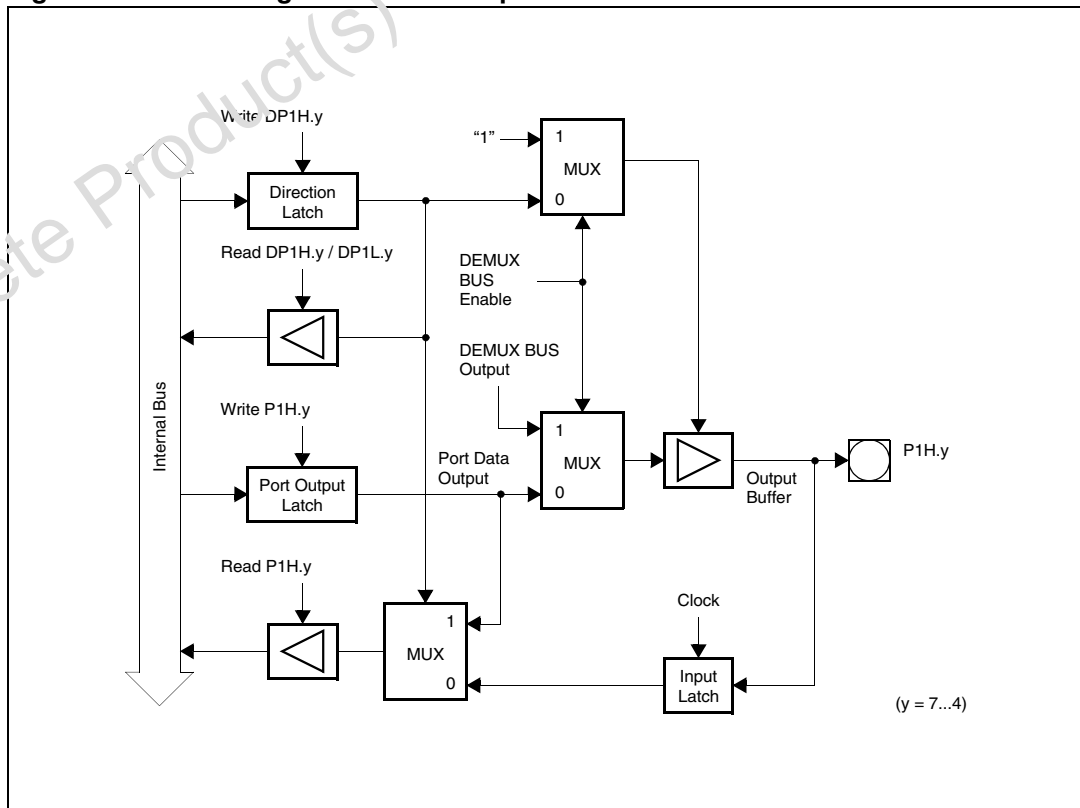 ete Product(s)
Write DP1H.y
"1"
1
MUX
0
Direction
Latch
Read DP1H.y / DP1L.y
DEMUX
BUS
Enable
DEMUX BUS
Output
Internal Bus
Write P1H.y
1
MUX
0
Port Data
Output
Port Output
Latch
Output
Buffer
P1H.y
Read P1H.y
Clock
1
MUX
0
Input
Latch
(y = 7...4)